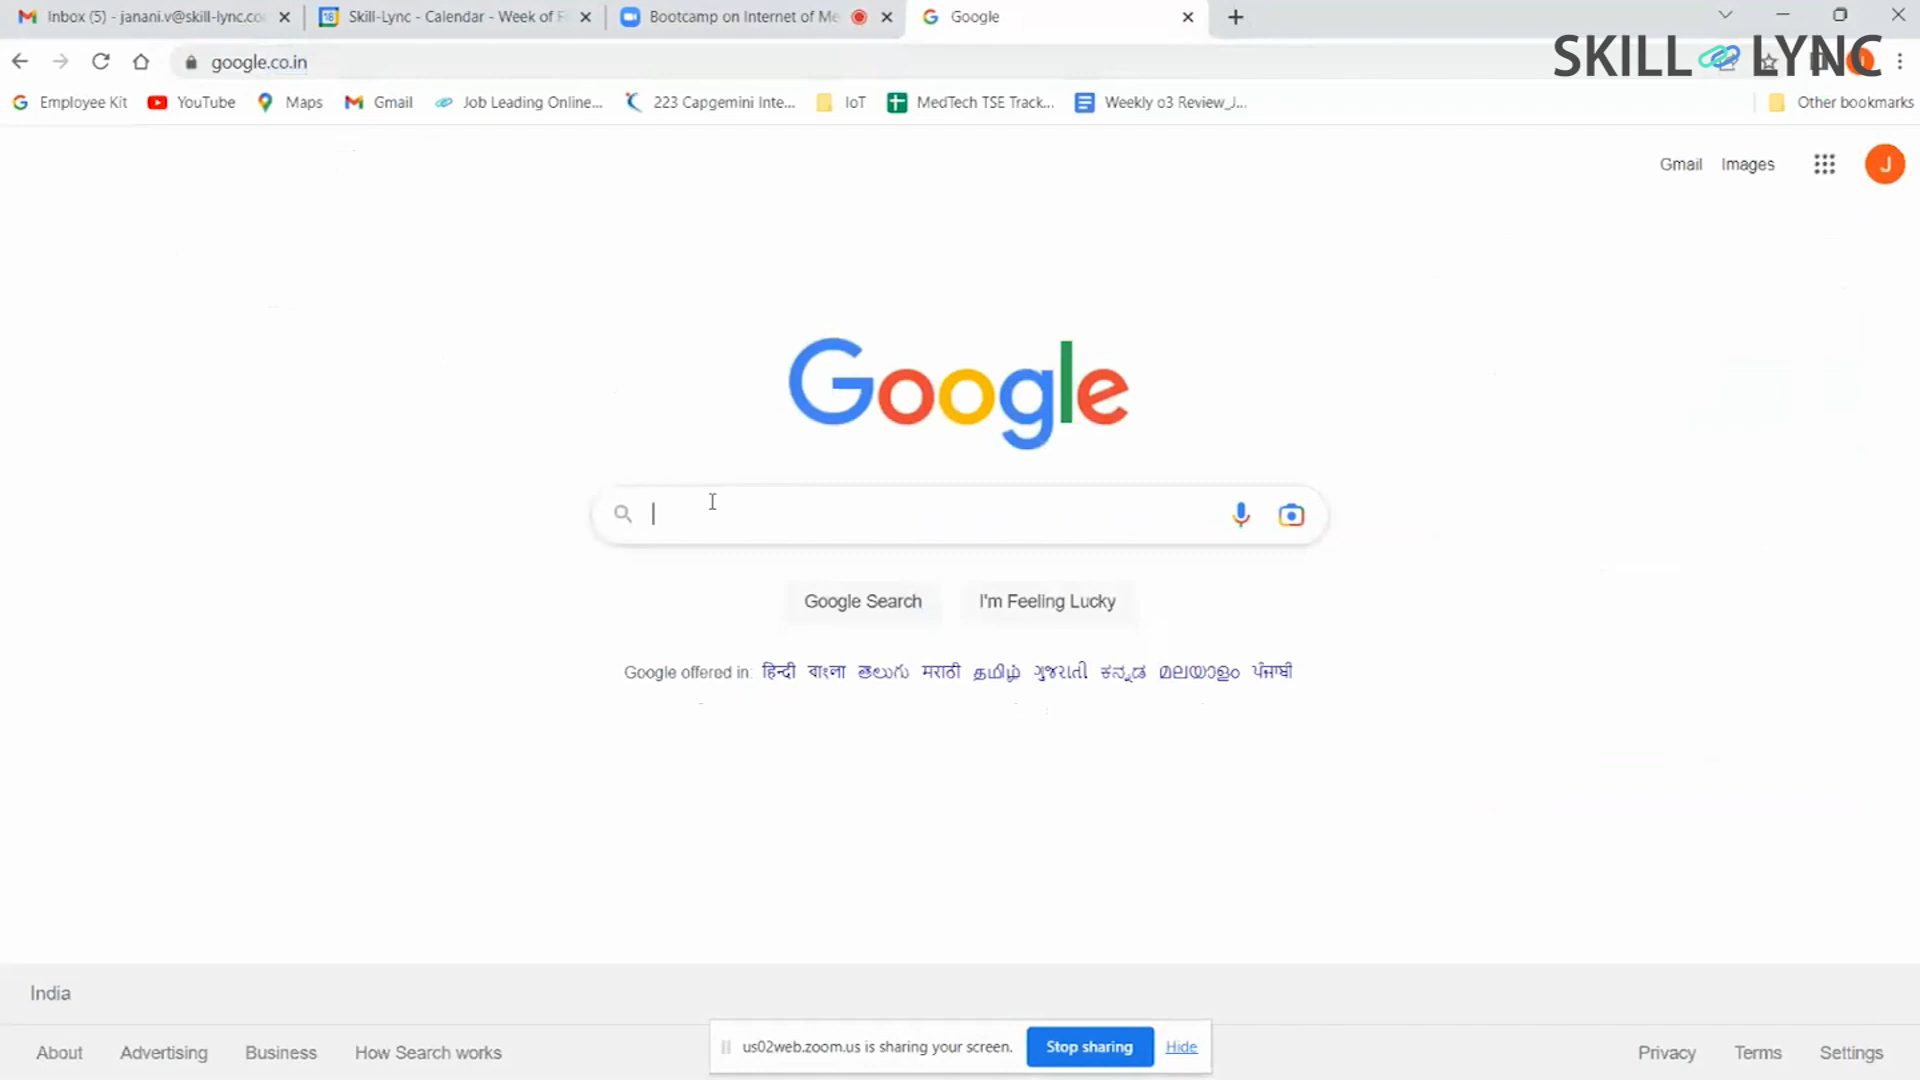 Inbox (5) - janani.v@skill-lync.co
Skill-Lync - Calendar - Week of F
Bootcamp on Internet of Me
Google
google.co.in
SKILL LYNC
Employee Kit
YouTube
Maps
Gmail
Job Leading Online...
223 Capgemini Inte...
IoT
MedTech TSE Track...
Weekly o3 Review_J...
Other bookmarks
Gmail
Images
J
Google
Google Search
I'm Feeling Lucky
Google offered in: हिन्दी বাংলা తెలుగు मराठी தமிழ் ગુજરાતી ಕನ್ನಡ മലയാളം ਪੰਜਾਬੀ
India
About
Advertising
Business
How Search works
us02web.zoom.us is sharing your screen.
Stop sharing
Hide
Privacy
Terms
Settings